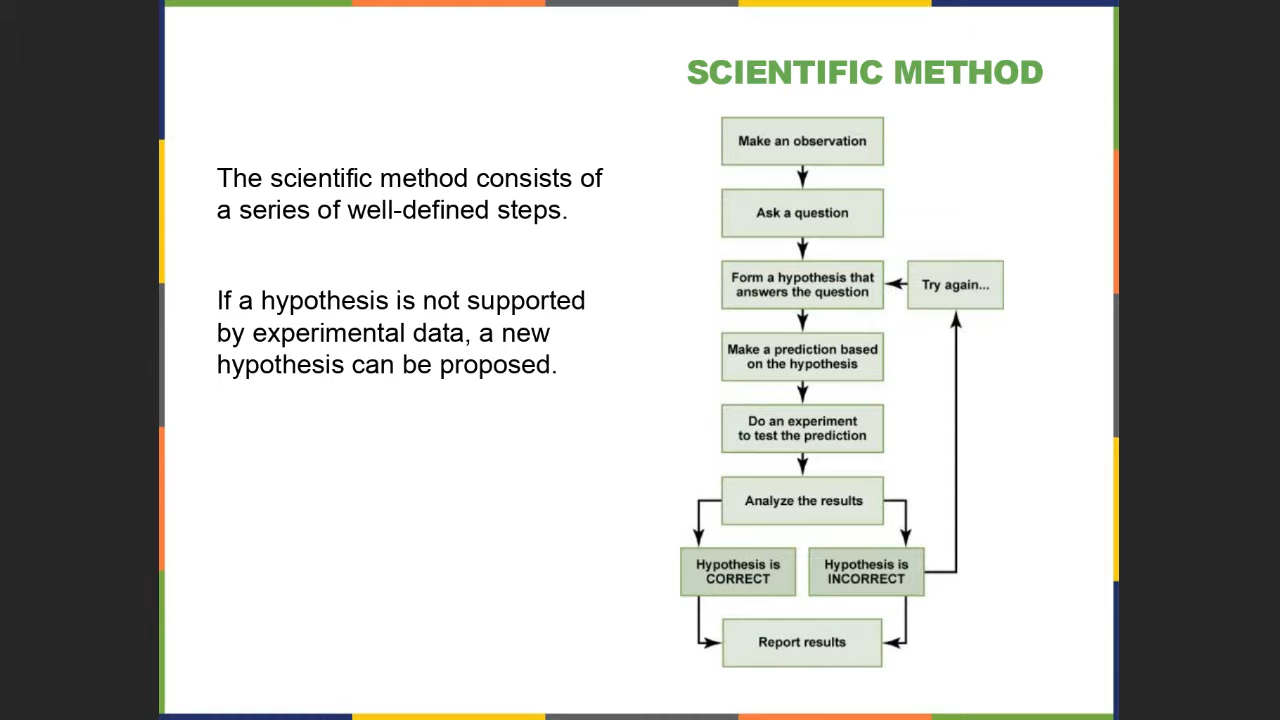 SCIENTIFIC METHOD
The scientific method consists of
a series of well-defined steps.
If a hypothesis is not supported
by experimental data, a new
hypothesis can be proposed.
Make an observation
Ask a question
Form a hypothesis that
answers the question
Try again...
Make a prediction based
on the hypothesis
Do an experiment
to test the prediction
Analyze the results
Hypothesis is
CORRECT
Hypothesis is
INCORRECT
Report results